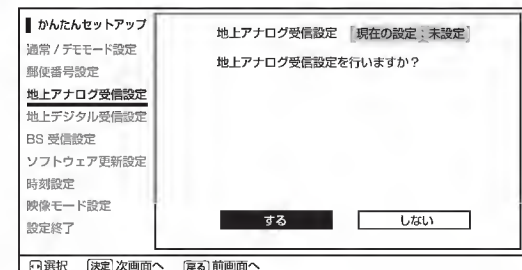 かんたんセットアップ
通常/デモモード設定
郵便番号設定
地上アナログ受信設定
地上デジタル受信設定
BS 受信設定
ソフトウェア更新設定
時刻設定
映像モード設定
設定終了
地上アナログ受信設定 [現在の設定:未設定]
地上アナログ受信設定を行いますか?
する しない
選択 決定 次画面へ 戻る 前画面へ